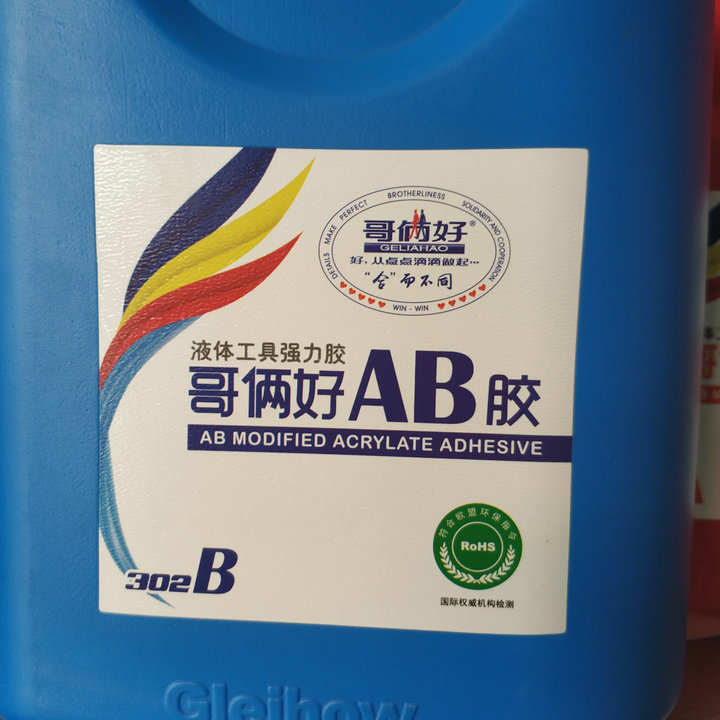 DETAILS MAKE PERFECT BROTHERLINESS SOLIDARITY AND COOPERATION
哥俩好®
GELIAHAO
好、从点点滴滴做起…
“合”而不同
WIN - WIN
液体工具强力胶
哥俩好AB胶
AB MODIFIED ACRYLATE ADHESIVE
符合欧盟环保指令
RoHS
302B
国际权威机构检测
Gleihow